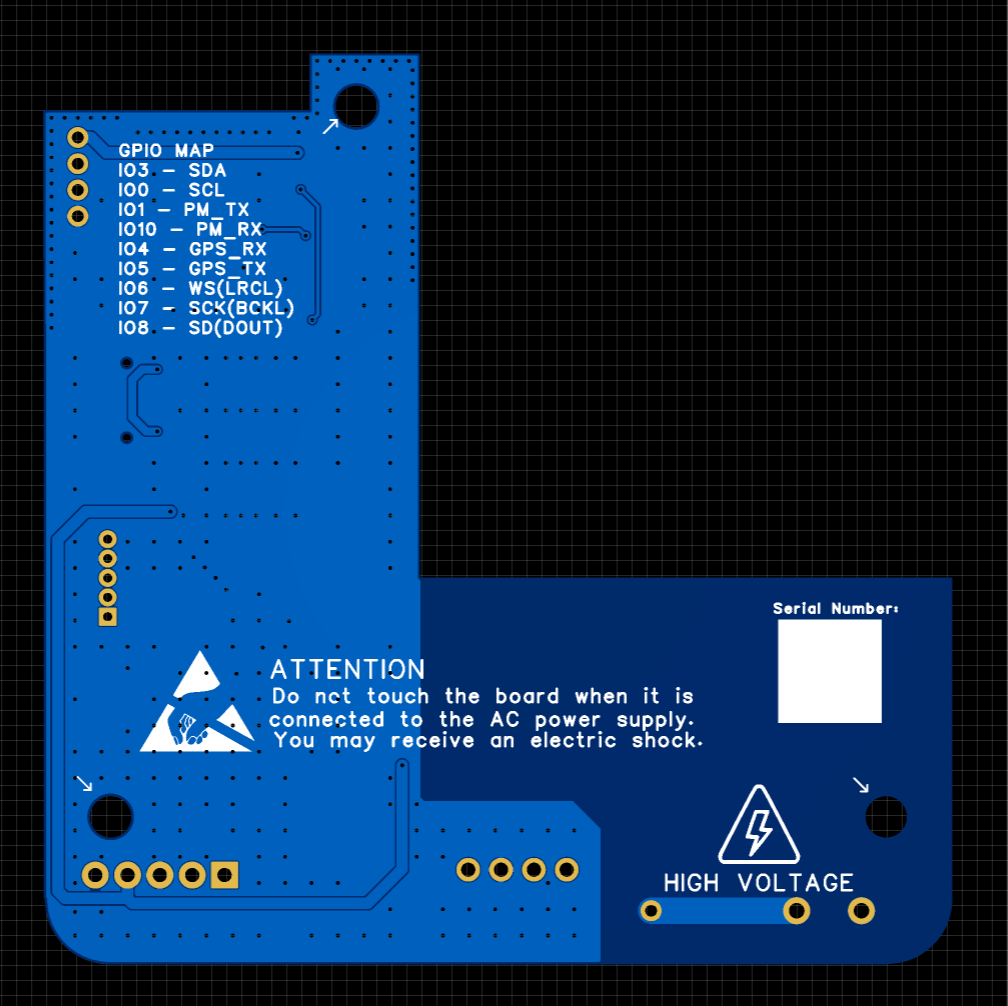 GPIO MAP
IO3 - SDA
IO0 - SCL
IO1 - PM_TX
IO10 - PM_RX
IO4 - GPS_RX
IO5 - GPS_TX
IO6 - WS(LRCL)
IO7 - SCK(BCKL)
IO8 - SD(DOUT)
Serial Number:
ATTENTION
Do not touch the board when it is
connected to the AC power supply.
You may receive an electric shock.
HIGH VOLTAGE